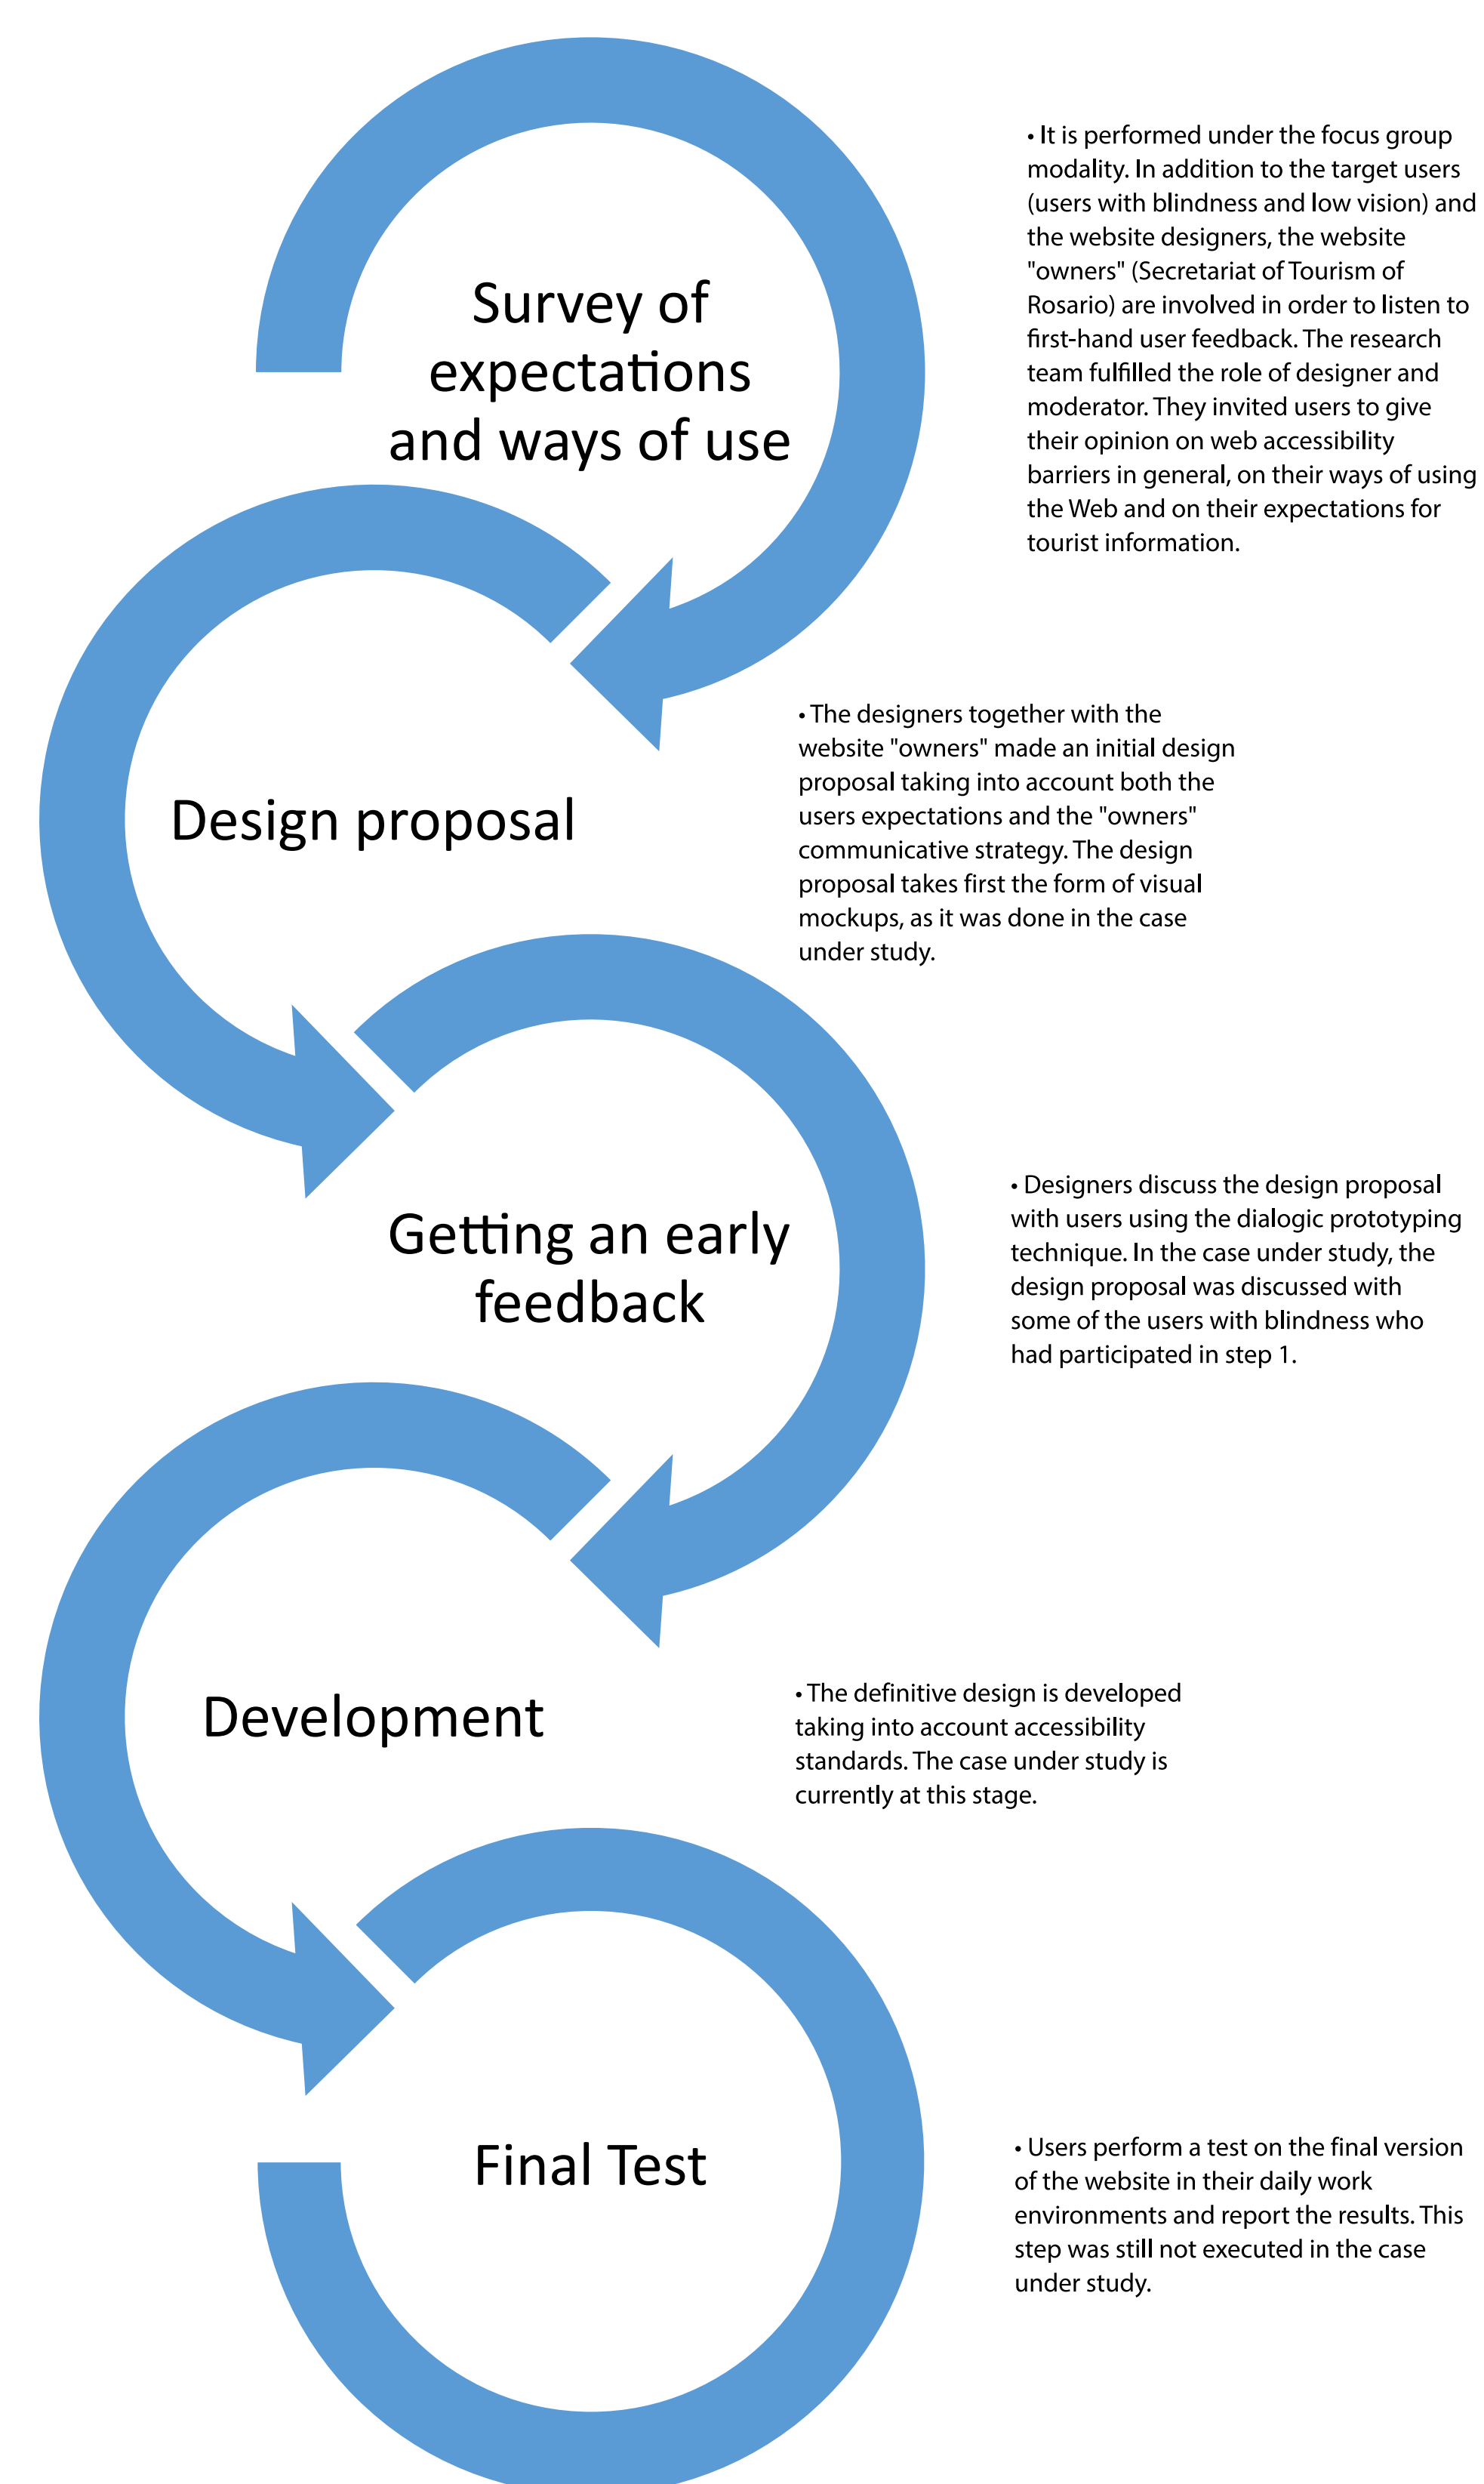 Survey of
expectations
and ways of use
• It is performed under the focus group
modality. In addition to the target users
(users with blindness and low vision) and
the website designers, the website
"owners" (Secretariat of Tourism of
Rosario) are involved in order to listen to
first-hand user feedback. The research
team fulfilled the role of designer and
moderator. They invited users to give
their opinion on web accessibility
barriers in general, on their ways of using
the Web and on their expectations for
tourist information.
Design proposal
• The designers together with the
website "owners" made an initial design
proposal taking into account both the
users expectations and the "owners"
communicative strategy. The design
proposal takes first the form of visual
mockups, as it was done in the case
under study.
Getting an early
feedback
• Designers discuss the design proposal
with users using the dialogic prototyping
technique. In the case under study, the
design proposal was discussed with
some of the users with blindness who
had participated in step 1.
Development
• The definitive design is developed
taking into account accessibility
standards. The case under study is
currently at this stage.
Final Test
• Users perform a test on the final version
of the website in their daily work
environments and report the results. This
step was still not executed in the case
under study.